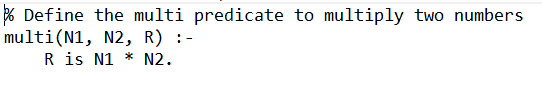 % Define the multi predicate to multiply two numbers
multi(N1, N2, R) :-
    R is N1 * N2.